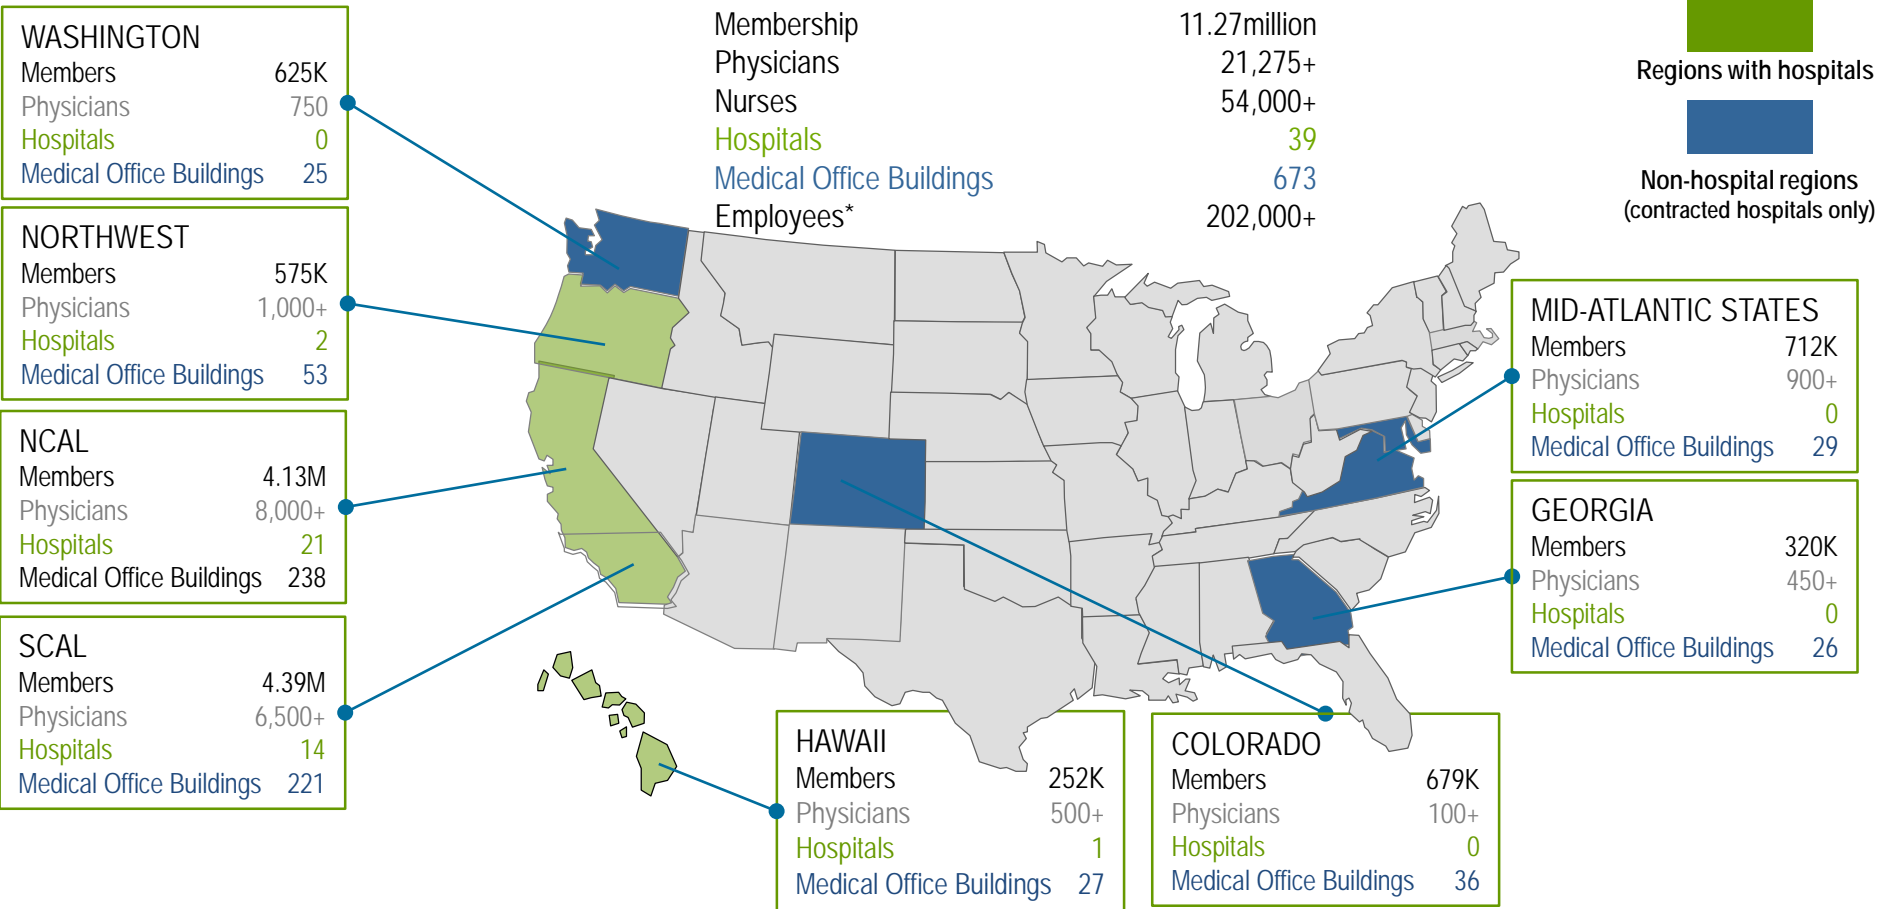 WASHINGTON
Members 625K
Physicians 750
Hospitals 0
Medical Office Buildings 25
NORTHWEST
Members 575K
Physicians 1,000+
Hospitals 2
Medical Office Buildings 53
NCAL
Members 4.13M
Physicians 8,000+
Hospitals 21
Medical Office Buildings 238
SCAL
Members 4.39M
Physicians 6,500+
Hospitals 14
Medical Office Buildings 221
Membership 11.27million
Physicians 21,275+
Nurses 54,000+
Hospitals 39
Medical Office Buildings 673
Employees* 202,000+
Regions with hospitals
Non-hospital regions
(contracted hospitals only)
MID-ATLANTIC STATES
Members 712K
Physicians 900+
Hospitals 0
Medical Office Buildings 29
GEORGIA
Members 320K
Physicians 450+
Hospitals 0
Medical Office Buildings 26
HAWAII
Members 252K
Physicians 500+
Hospitals 1
Medical Office Buildings 27
COLORADO
Members 679K
Physicians 100+
Hospitals 0
Medical Office Buildings 36